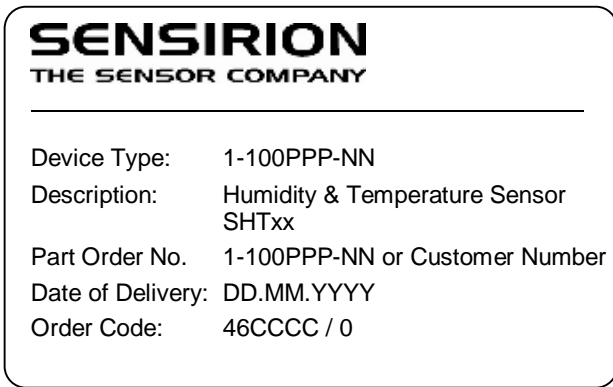 SENSIRION
THE SENSOR COMPANY
Device Type: 1-100PPP-NN
Description: Humidity & Temperature Sensor
SHTxx
Part Order No. 1-100PPP-NN or Customer Number
Date of Delivery: DD.MM.YYYY
Order Code: 46CCCC / 0